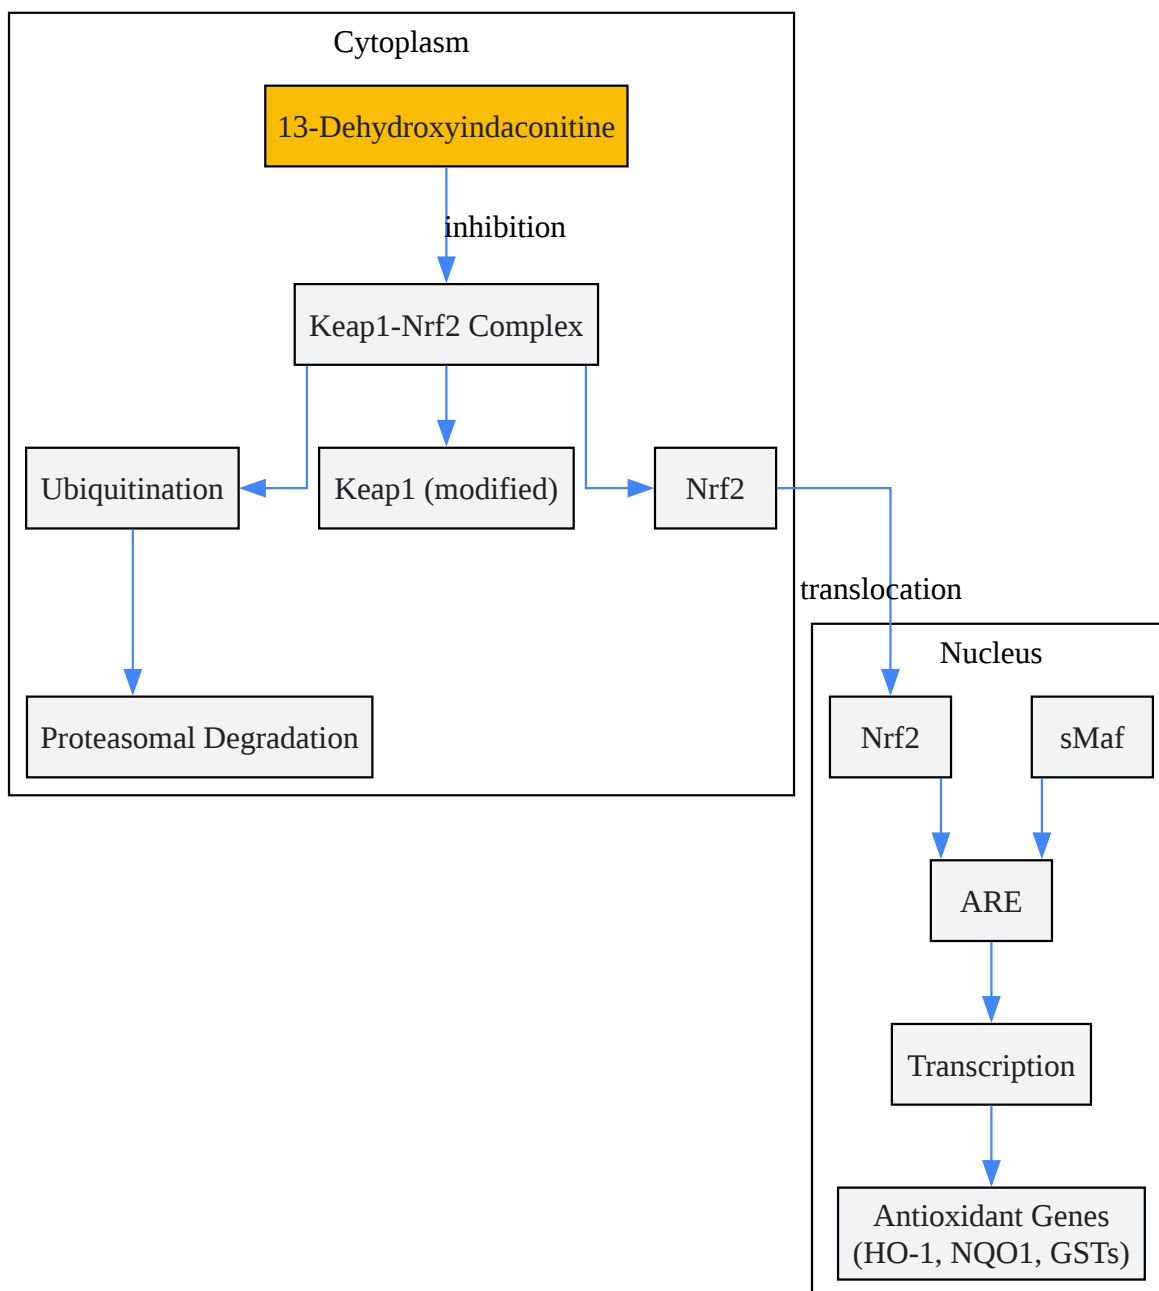 Cytoplasm
13-Dehydroxyindaconitine
inhibition
Keap1-Nrf2 Complex
Ubiquitination
Keap1 (modified)
Nrf2
translocation
Proteasomal Degradation
Nucleus
Nrf2
sMaf
ARE
Transcription
Antioxidant Genes
(HO-1, NQO1, GSTs)